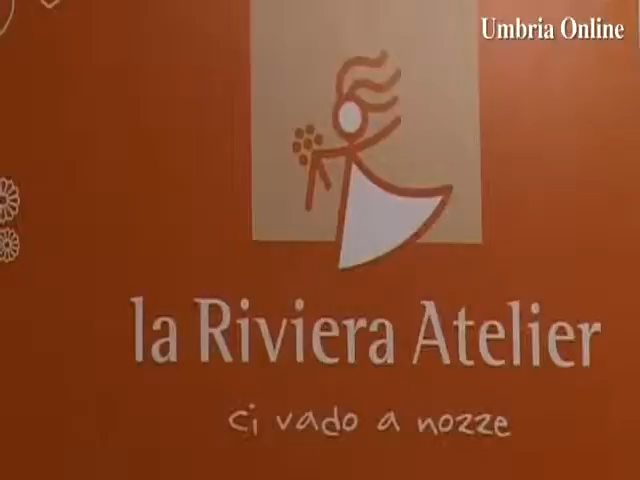 Umbria Online
la Riviera Atelier
ci vado a nozze